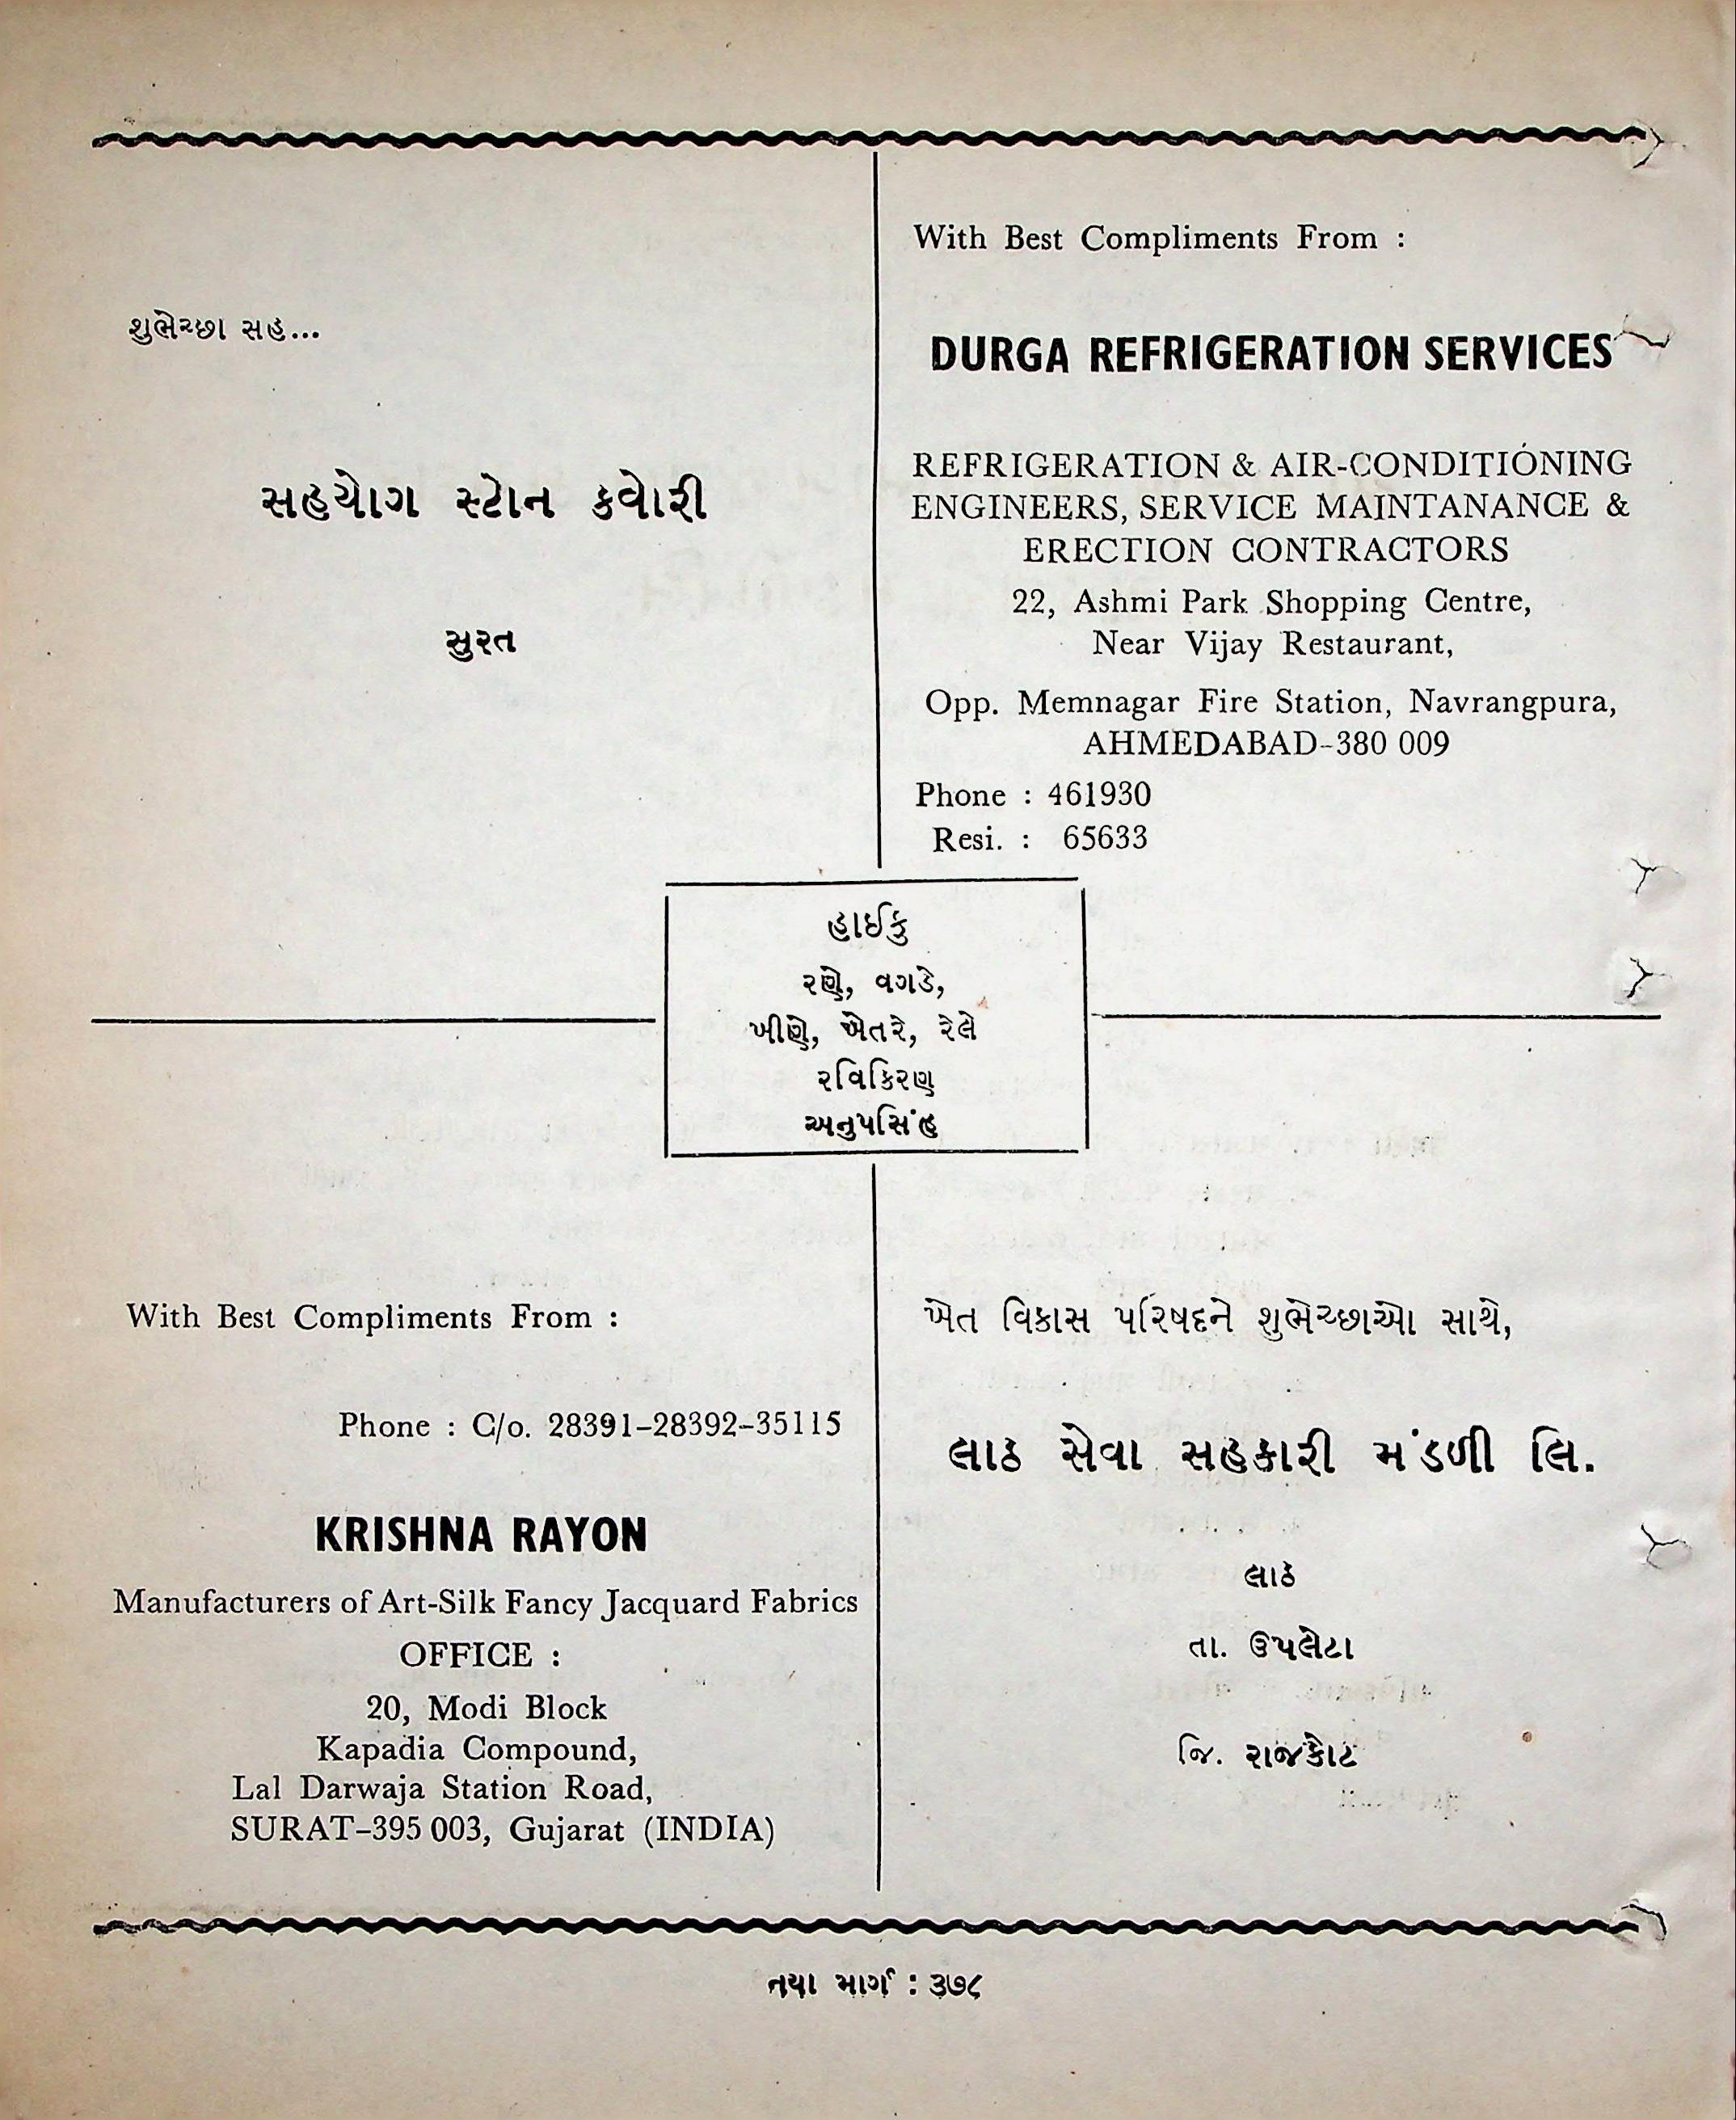 શુભેચ્છા સહ...
સહયોગ સ્ટોન કવોરી
સુરત
With Best Compliments From :
DURGA REFRIGERATION SERVICES
REFRIGERATION & AIR-CONDITIONING
ENGINEERS, SERVICE MAINTANANCE &
ERECTION CONTRACTORS
22, Ashmi Park Shopping Centre,
Near Vijay Restaurant,
Opp. Memnagar Fire Station, Navrangpura,
AHMEDABAD-380 009
Phone : 461930
Resi. : 65633
હાઈકુ
રણે, વગડે,
ખીણે, ખેતરે, રેલે
રવિકિરણ
અનુપસિંહ
With Best Compliments From :
Phone : C/o. 28391-28392-35115
KRISHNA RAYON
Manufacturers of Art-Silk Fancy Jacquard Fabrics
OFFICE :
20, Modi Block
Kapadia Compound,
Lal Darwaja Station Road,
SURAT-395 003, Gujarat (INDIA)
ખેત વિકાસ પરિષદને શુભેચ્છાઓ સાથે,
લાઠ સેવા સહકારી મંડળી લિ.
લાઠ
તા. ઉપલેટા
જિ. રાજકોટ
નયા માર્ગ : ૩૭૮